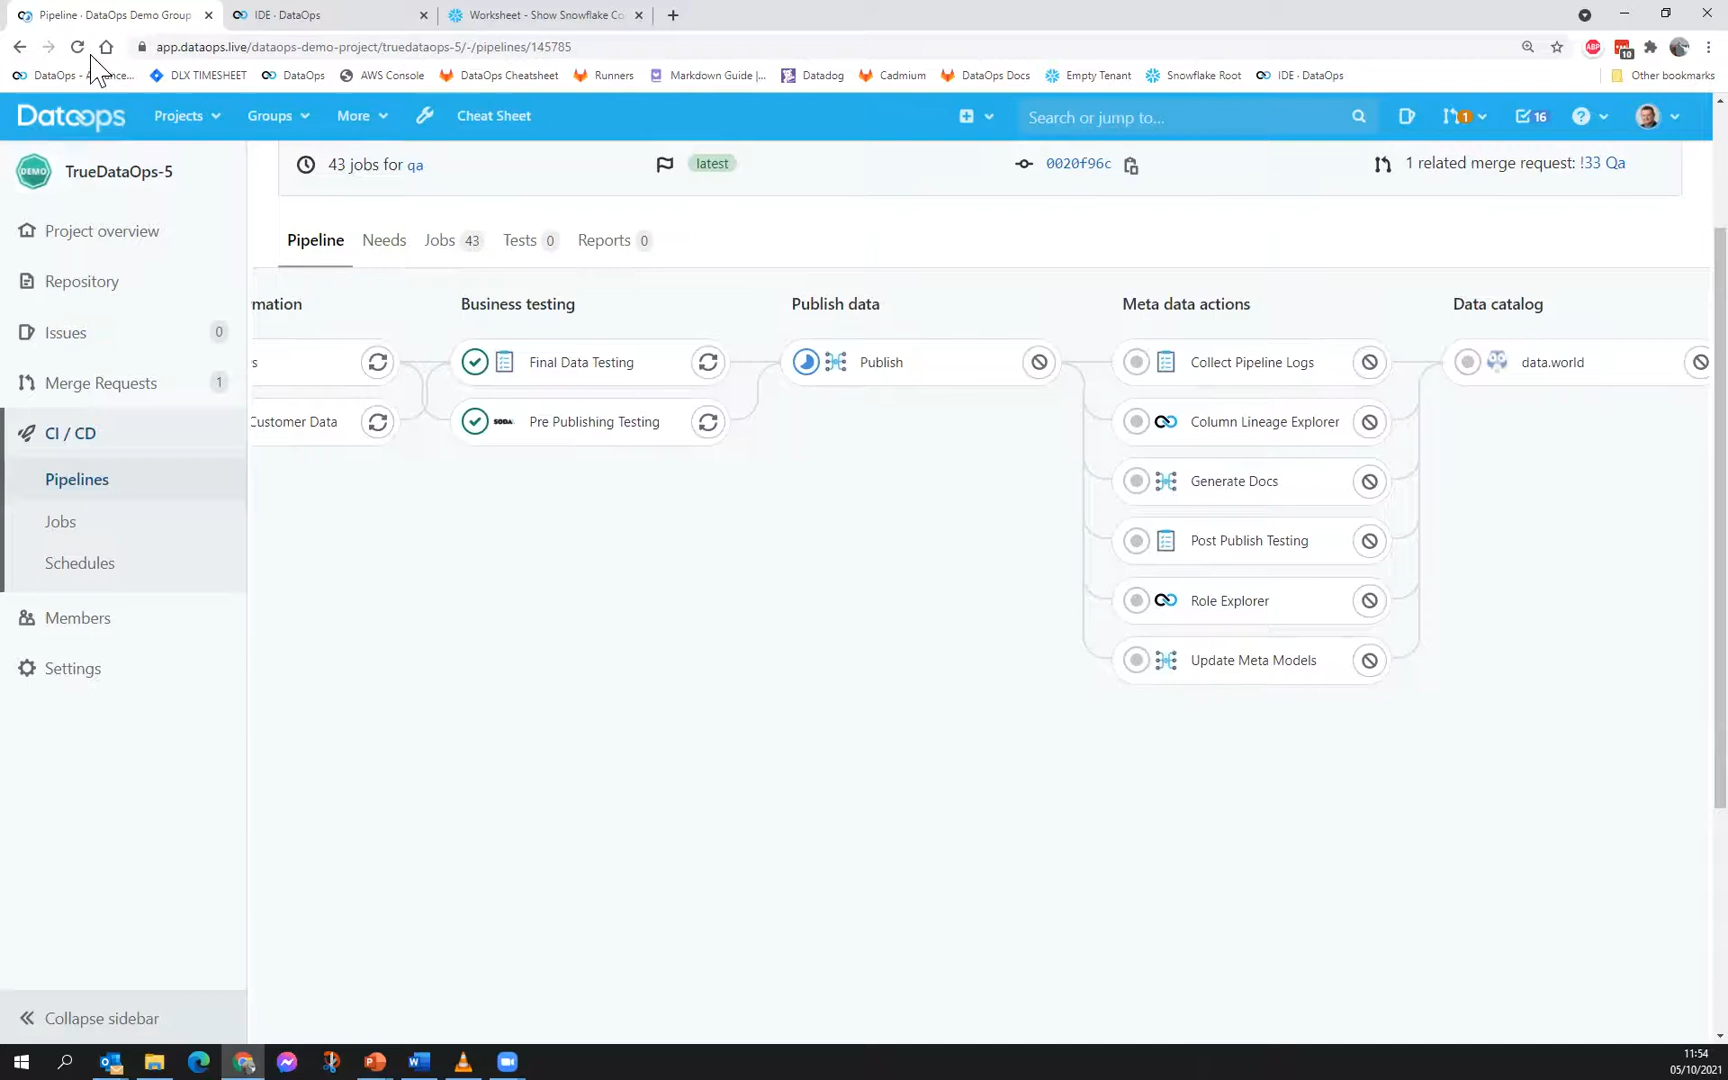 Pipeline · DataOps Demo Group
IDE · DataOps
Worksheet - Show Snowflake Co
app.dataops.live/dataops-demo-project/truedataops-5/-/pipelines/145785
DataOps -
DLX TIMESHEET
DataOps
AWS Console
DataOps Cheatsheet
Runners
Markdown Guide |...
Datadog
Cadmium
DataOps Docs
Empty Tenant
Snowflake Root
IDE · DataOps
Other bookmarks
ABP
10
DataOps
Projects
Groups
More
Cheat Sheet
Search or jump to...
1
16
DEMO
TrueDataOps-5
43 jobs for qa
latest
0020f96c
1 related merge request: !33 Qa
Project overview
Repository
Issues 0
Merge Requests 1
CI / CD
Pipelines
Jobs
Schedules
Members
Settings
Collapse sidebar
Pipeline
Needs
Jobs 43
Tests 0
Reports 0
mation
Business testing
Publish data
Meta data actions
Data catalog
s
Final Data Testing
Publish
Collect Pipeline Logs
data.world
Customer Data
SODA
Pre Publishing Testing
Column Lineage Explorer
Generate Docs
Post Publish Testing
Role Explorer
Update Meta Models
11:54
05/10/2021